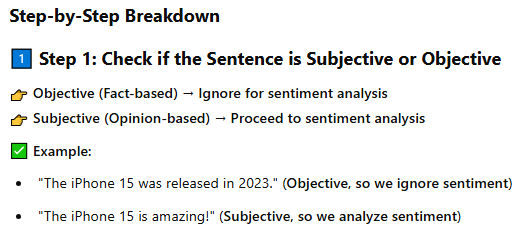 Step-by-Step Breakdown
1️⃣ Step 1: Check if the Sentence is Subjective or Objective
👉 Objective (Fact-based) → Ignore for sentiment analysis
👉 Subjective (Opinion-based) → Proceed to sentiment analysis
✅ Example:
• "The iPhone 15 was released in 2023." (Objective, so we ignore sentiment)
• "The iPhone 15 is amazing!" (Subjective, so we analyze sentiment)